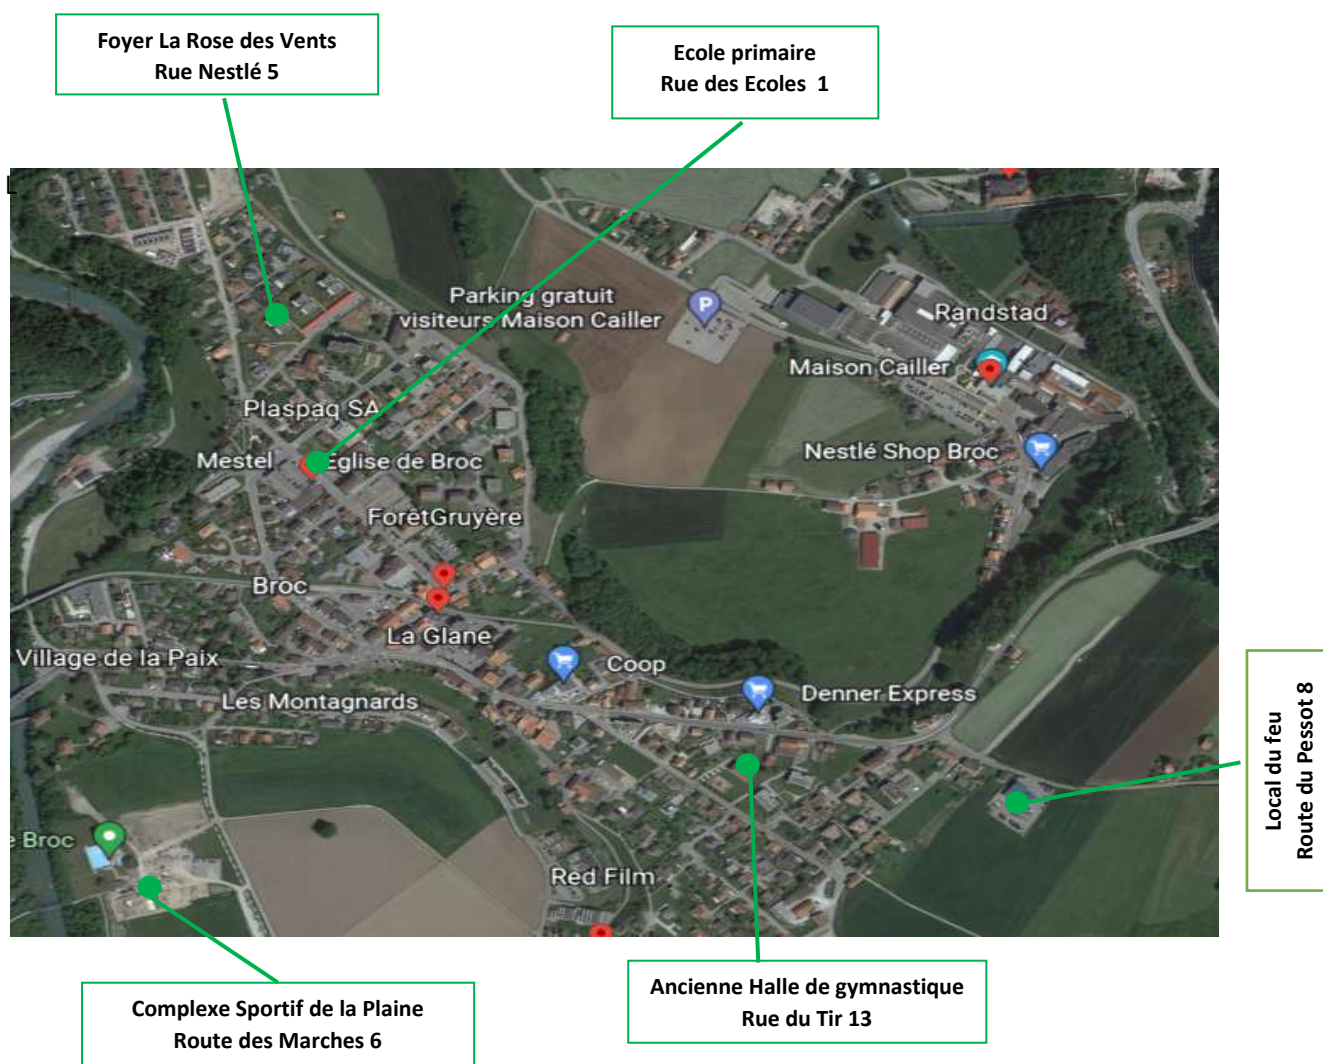 Foyer La Rose des Vents
Rue Nestlé 5
Ecole primaire
Rue des Ecoles 1
L
Parking gratuit
visiteurs Maison Cailler
P
Randstad
Maison Cailler
Plaspaq SA
Mestel
Eglise de Broc
Nestlé Shop Broc
ForêtGruyère
Broc
La Glane
Village de la Paix
Coop
Les Montagnards
Denner Express
Local du feu
Route du Pessot 8
e Broc
Red Film
Complexe Sportif de la Plaine
Route des Marches 6
Ancienne Halle de gymnastique
Rue du Tir 13